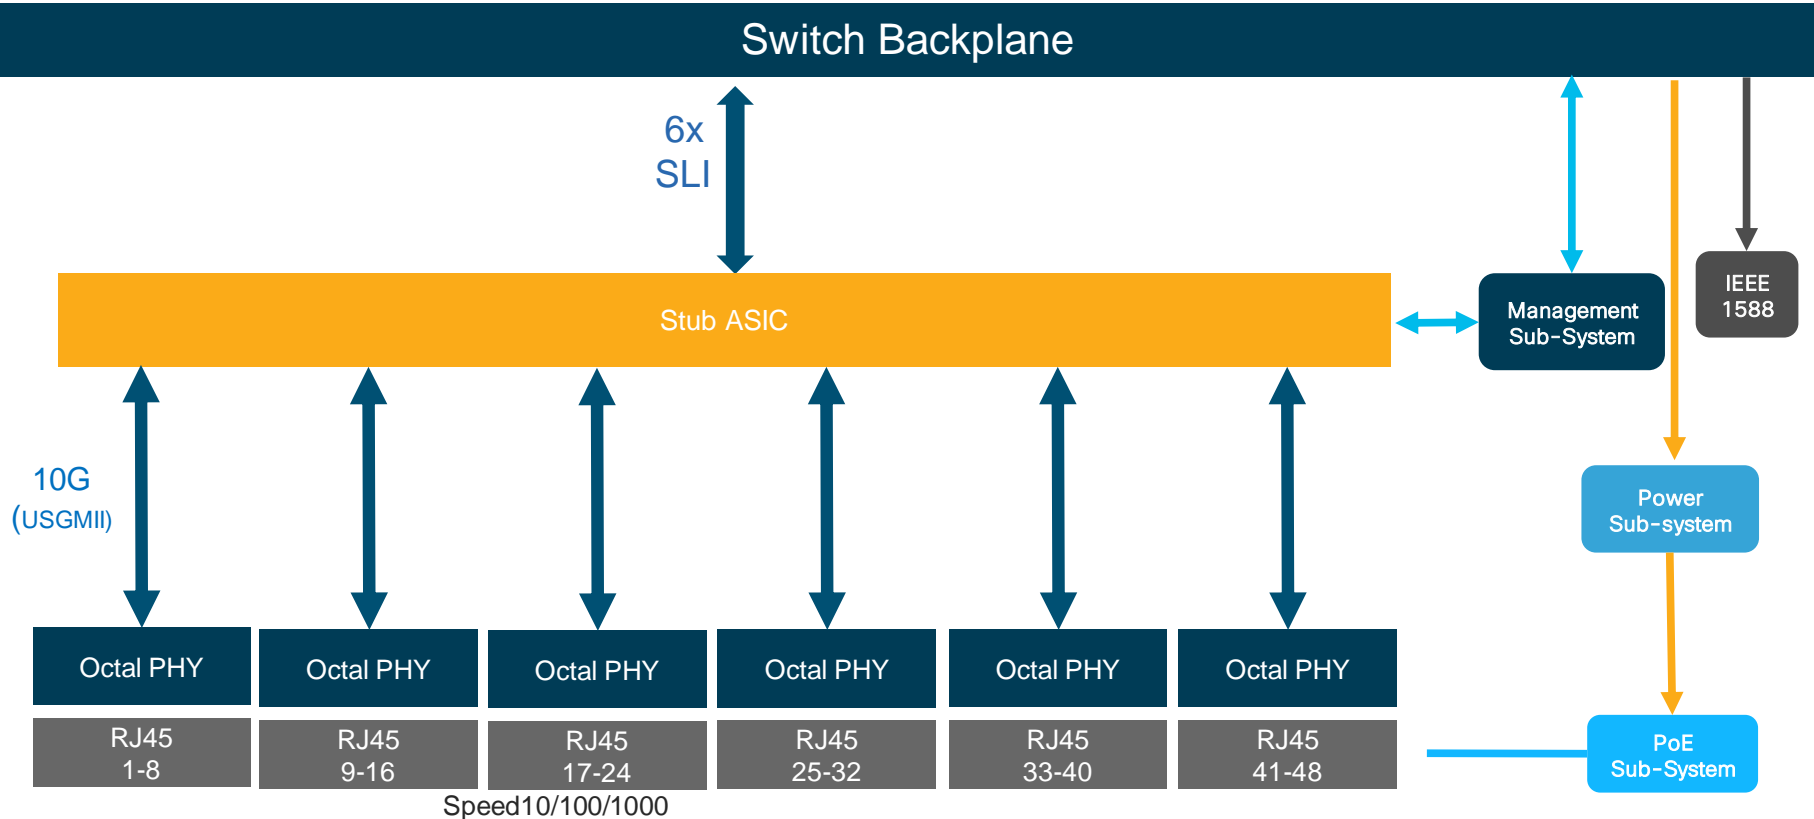 Switch Backplane
6x
SLI
Stub ASIC
Management
Sub-System
IEEE
1588
10G
(USGMII)
Power
Sub-system
Octal PHY
Octal PHY
Octal PHY
Octal PHY
Octal PHY
Octal PHY
RJ45
1-8
RJ45
9-16
RJ45
17-24
RJ45
25-32
RJ45
33-40
RJ45
41-48
PoE
Sub-System
Speed10/100/1000